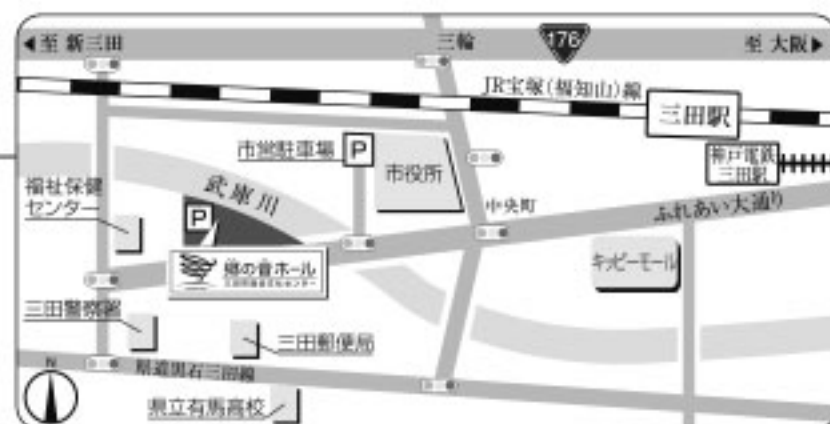 ◀至 新三田
三輪
176
至 大阪▶
JR宝塚(福知山)線
三田駅
神戸電鉄
三田駅
市営駐車場
P
市役所
福祉保健
センター
武庫川
P
中央町
ふれあい大通り
郷の音ホール
キッピーモール
三田警察署
三田郵便局
県道黒石三田線
N
県立有馬高校